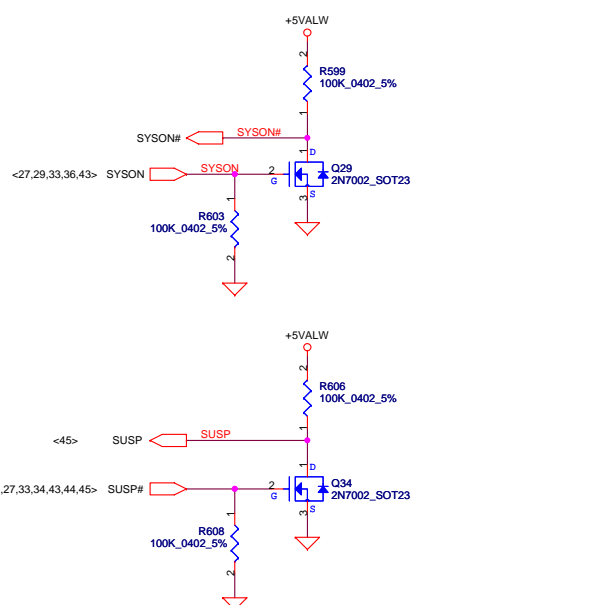 +5VALW
2
R599
100K_0402_5%
1
SYSON# SYSON#
1 D
Q29
2N7002_SOT23
<27,29,33,36,43> SYSON SYSON 2 G
3 S
1
R603
100K_0402_5%
2
+5VALW
2
R606
100K_0402_5%
1
<45> SUSP SUSP
1 D
Q34
2N7002_SOT23
,27,33,34,43,44,45> SUSP# 2 G
3 S
1
R608
100K_0402_5%
2